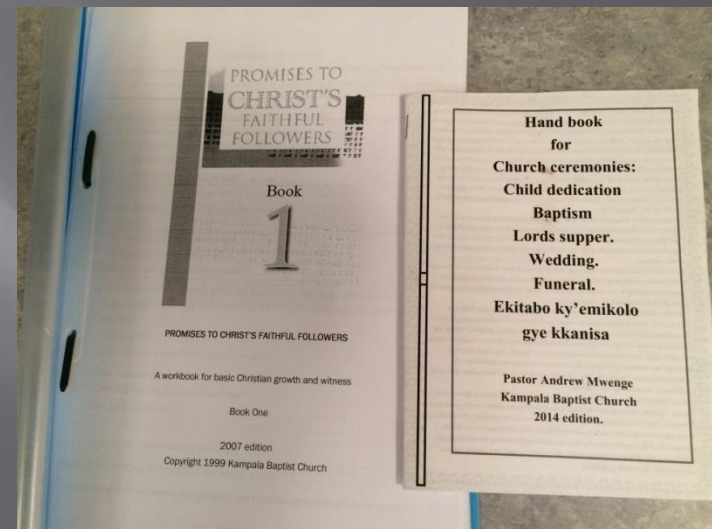 PROMISES TO
CHRIST'S
FAITHFUL
FOLLOWERS
Book
1
PROMISES TO CHRIST'S FAITHFUL FOLLOWERS
A workbook for basic Christian growth and witness
Book One
2007 edition
Copyright 1999 Kampala Baptist Church
Hand book
for
Church ceremonies:
Child dedication
Baptism
Lords supper.
Wedding.
Funeral.
Ekitabo ky'emikolo
gye kkanisa
Pastor Andrew Mwenge
Kampala Baptist Church
2014 edition.